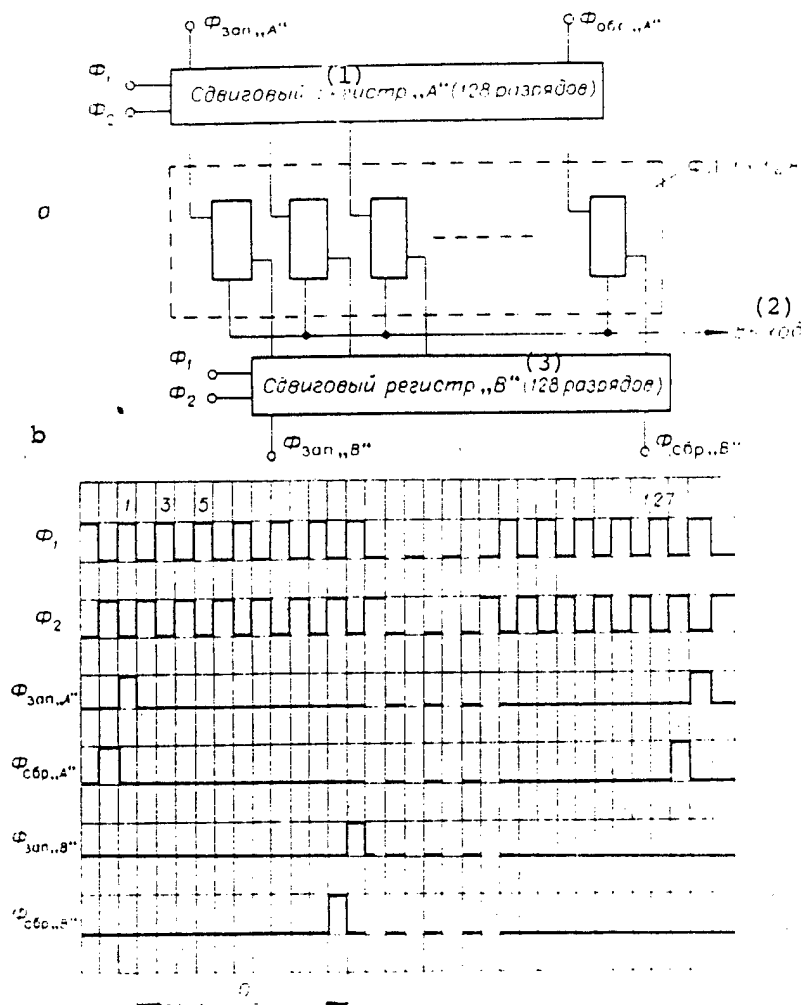 Φзап„А"
Φ₁
(1)
Сдвиговый регистр „А" (128 разрядов)
Φ₂
a
(2)
выход
(3)
Φ₁
Сдвиговый регистр „В" (128 разрядов)
Φ₂
b
Φзап„В"
Φсбр„В"
1 3 5 127
Φ₁
Φ₂
Φзап„А"
Φсбр„А"
Φзап„В"
Φсбр„В"